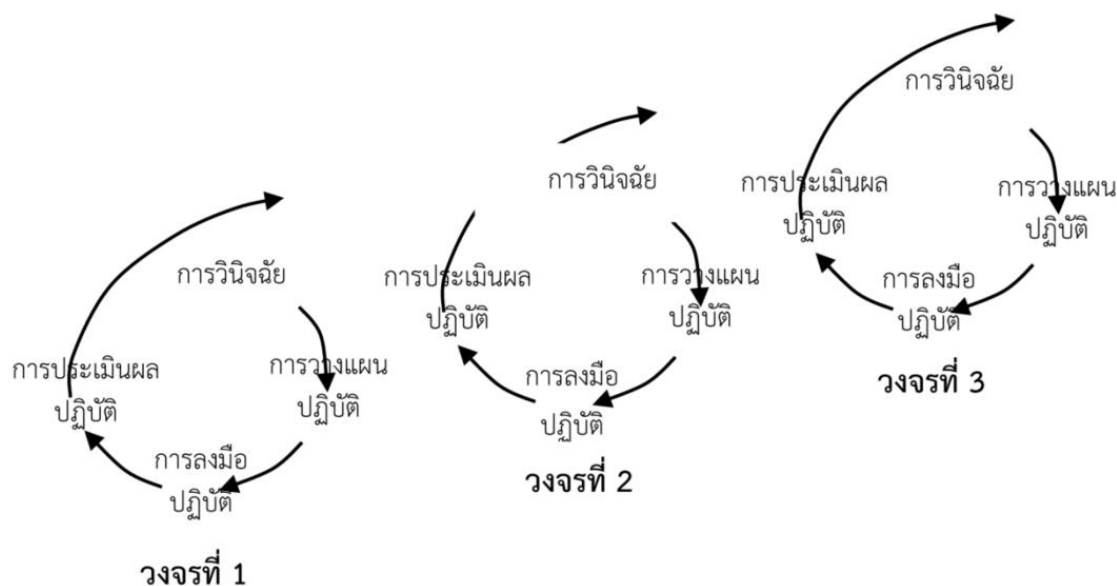 การวินิจฉัย
การวางแผน
ปฏิบัติ
การลงมือ
ปฏิบัติ
การประเมินผล
ปฏิบัติ
วงจรที่ 1
การวินิจฉัย
การวางแผน
ปฏิบัติ
การลงมือ
ปฏิบัติ
การประเมินผล
ปฏิบัติ
วงจรที่ 2
การวินิจฉัย
การวางแผน
ปฏิบัติ
การลงมือ
ปฏิบัติ
การประเมินผล
ปฏิบัติ
วงจรที่ 3